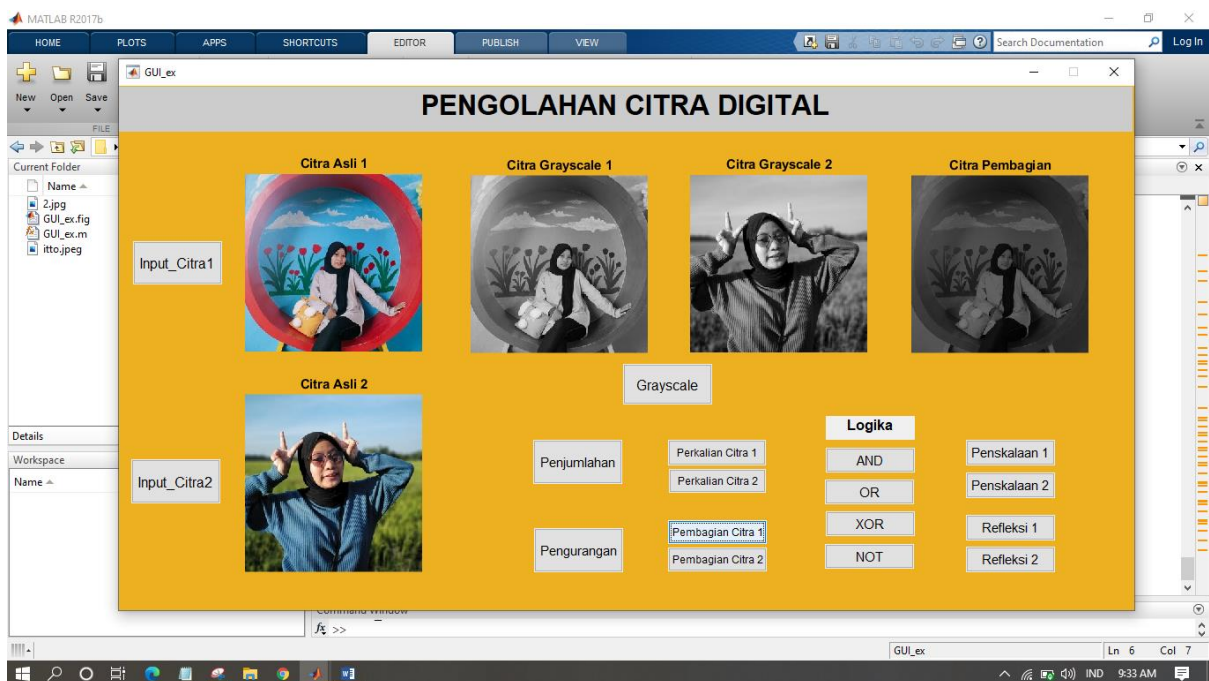 MATLAB R2017b
HOME PLOTS APPS SHORTCUTS EDITOR PUBLISH VIEW
Search Documentation
Log In
New Open Save
FILE
GUI_ex
PENGOLAHAN CITRA DIGITAL
Current Folder
Name
2.jpg
GUI_ex.fig
GUI_ex.m
itto.jpeg
Details
Workspace
Name
Citra Asli 1
Citra Grayscale 1
Citra Grayscale 2
Citra Pembagian
Input_Citra1
Grayscale
Citra Asli 2
Input_Citra2
Penjumlahan
Pengurangan
Perkalian Citra 1
Perkalian Citra 2
Pembagian Citra 1
Pembagian Citra 2
Logika
AND
OR
XOR
NOT
Penskalaan 1
Penskalaan 2
Refleksi 1
Refleksi 2
Command Window
fx >>
GUI_ex
Ln 6 Col 7
IND 9:33 AM